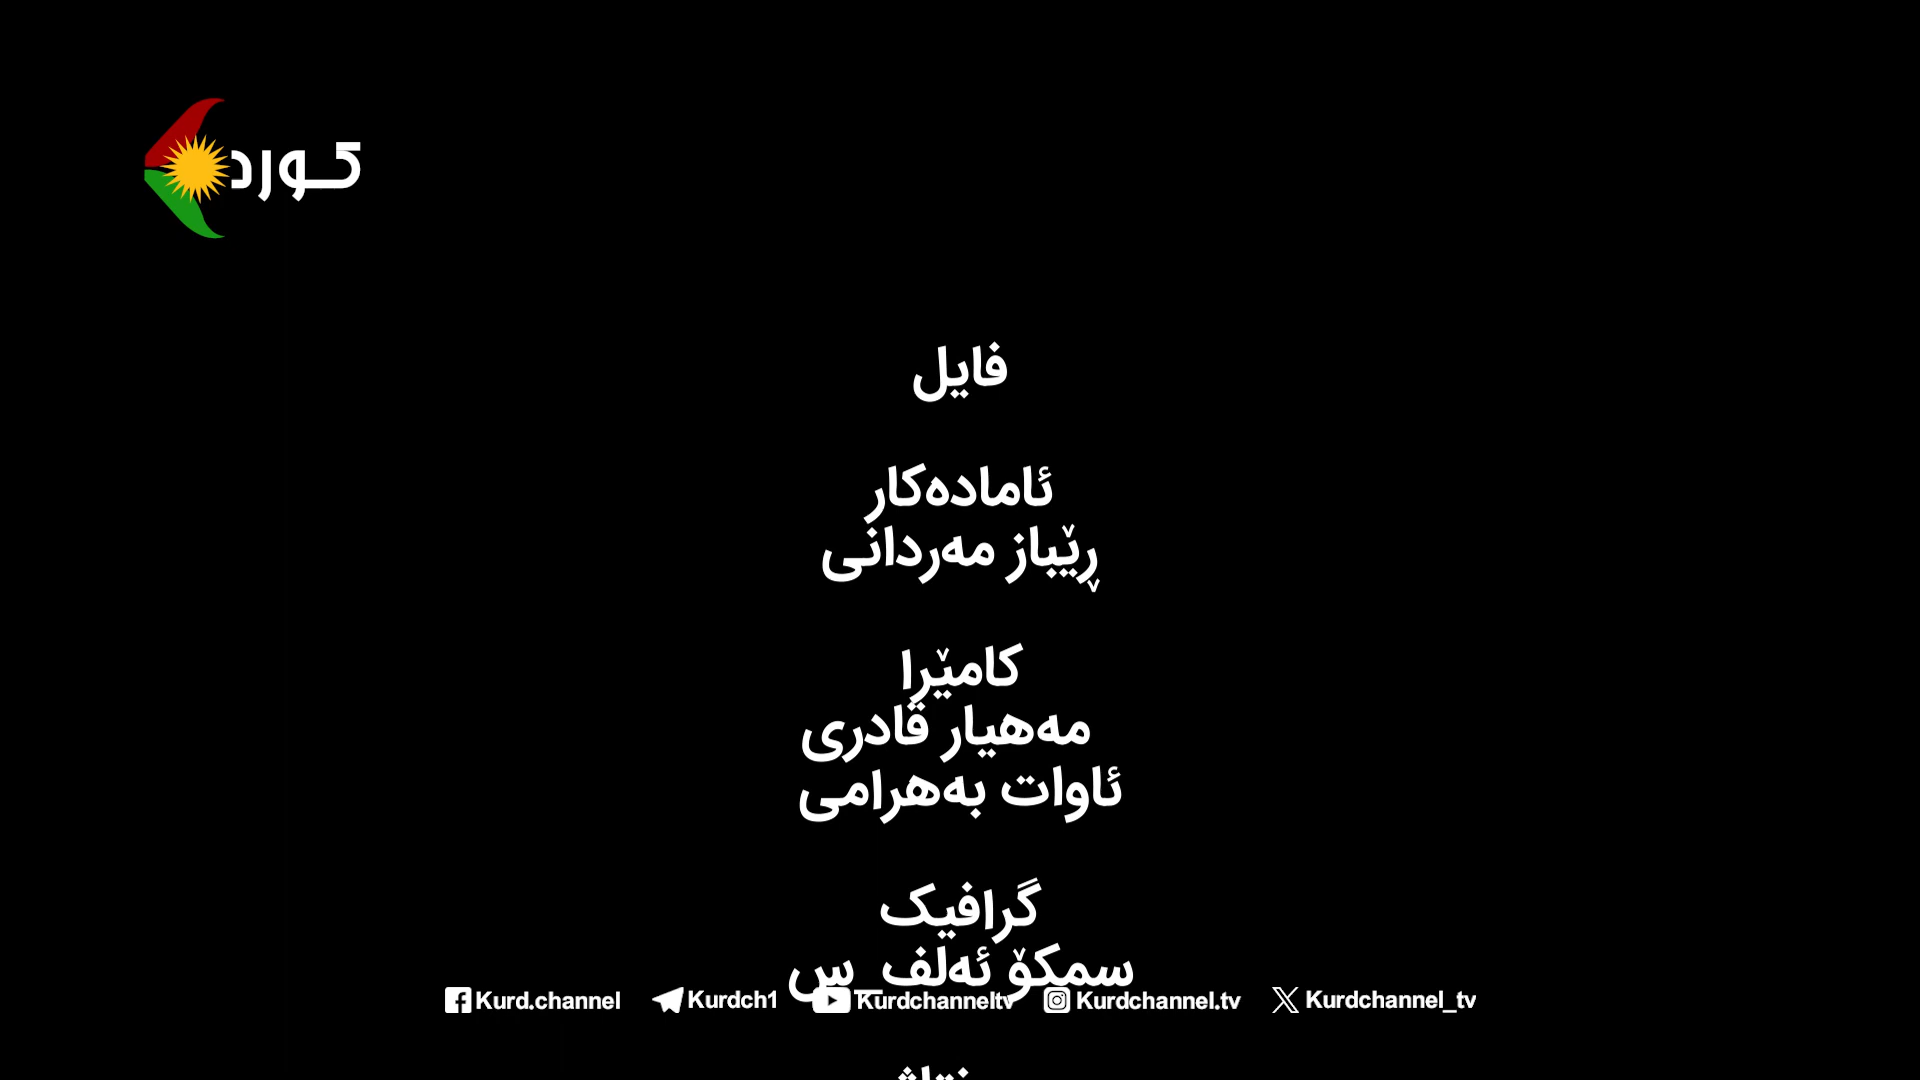 کورد
فایل
ئامادەکار
ڕێباز مەردانی
کامێرا
مەهیار قادری
ئاوات بەهرامی
گرافیک
سمکۆ ئەلف_س
Kurd.channel Kurdch1 Kurdchanneltv Kurdchannel.tv Kurdchannel_tv